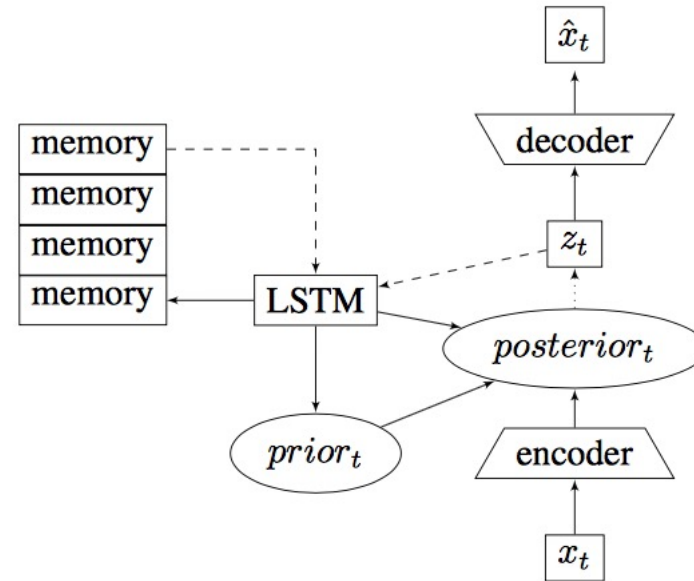 x̂_t
memory
decoder
memory
memory
z_t
memory
LSTM
posterior_t
prior_t
encoder
x_t